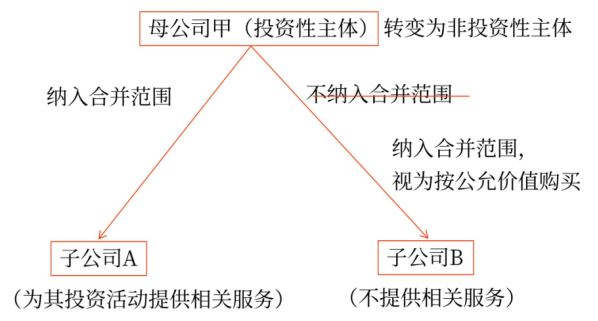 母公司甲（投资性主体）转变为非投资性主体
纳入合并范围
不纳入合并范围
纳入合并范围，
视为按公允价值购买
子公司A
子公司B
（为其投资活动提供相关服务）
（不提供相关服务）